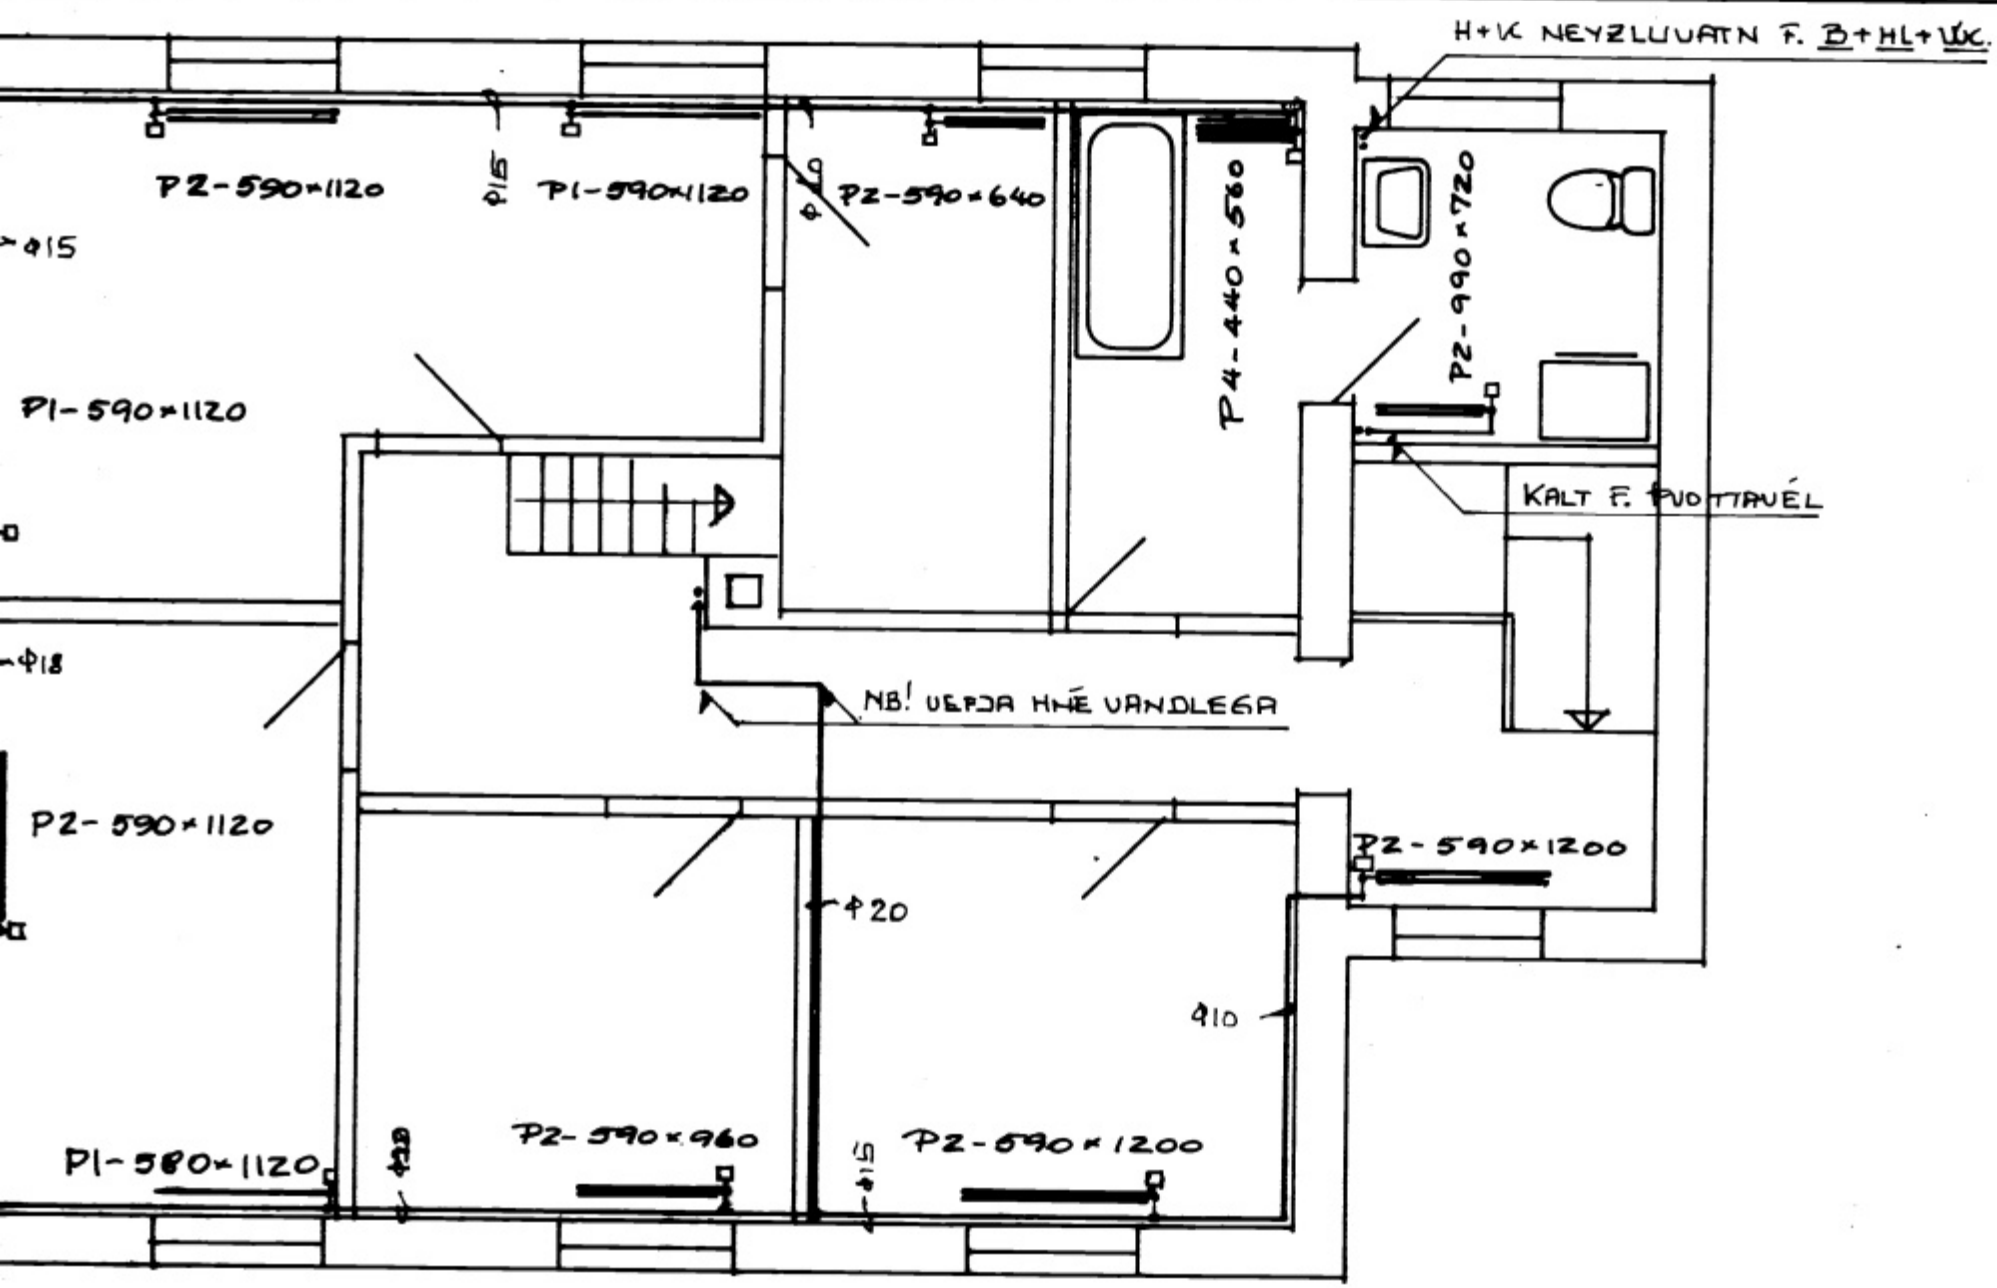 H+K NEYZLUVATN F. B+HL+WC.
P2-590×1120
φ15
P1-590×1120
P2-590×640
P4-440×560
P2-990×720
φ15
P1-590×1120
KALT F. ÞVOTTAVÉL
φ18
NB! VERJA HNÉ VANDLEGA
P2-590×1120
P2-590×1200
φ20
φ10
P2-590×960
φ15
P2-590×1200
P1-580×1120